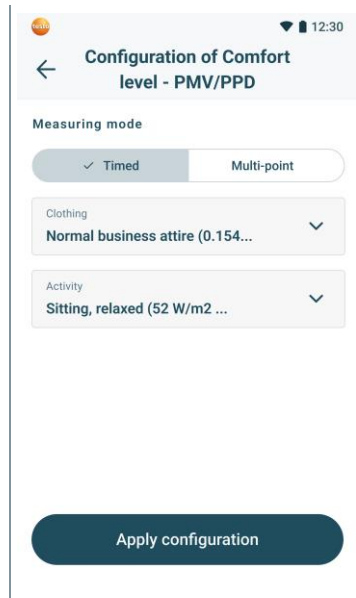 testo
12:30
Configuration of Comfort
level - PMV/PPD
Measuring mode
Timed
Multi-point
Clothing
Normal business attire (0.154...
Activity
Sitting, relaxed (52 W/m2 ...
Apply configuration